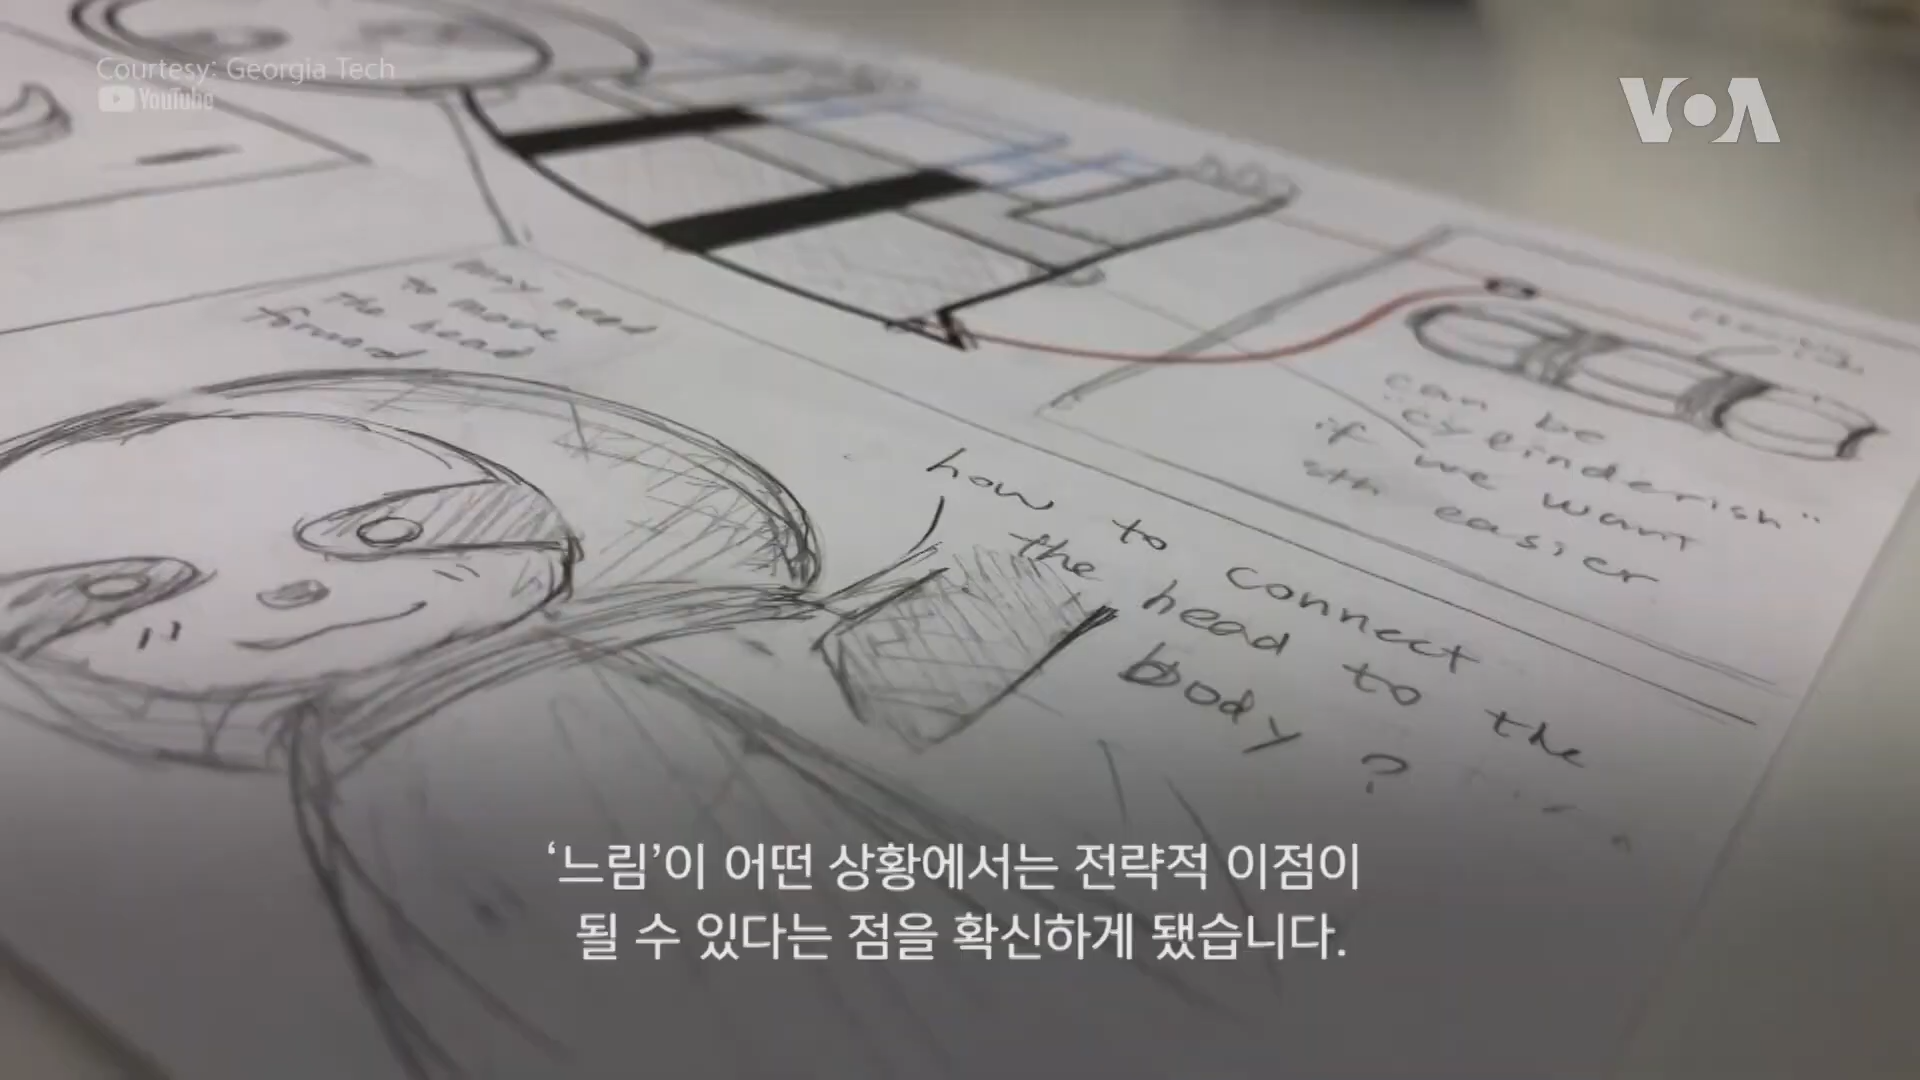 Courtesy: Georgia Tech
YouTube
VOA
may need
to move
the head
forward
can be
"cylinderish"
if we want
sth easier
how to connect the
the head to
body?
‘느림’이 어떤 상황에서는 전략적 이점이
될 수 있다는 점을 확신하게 됐습니다.